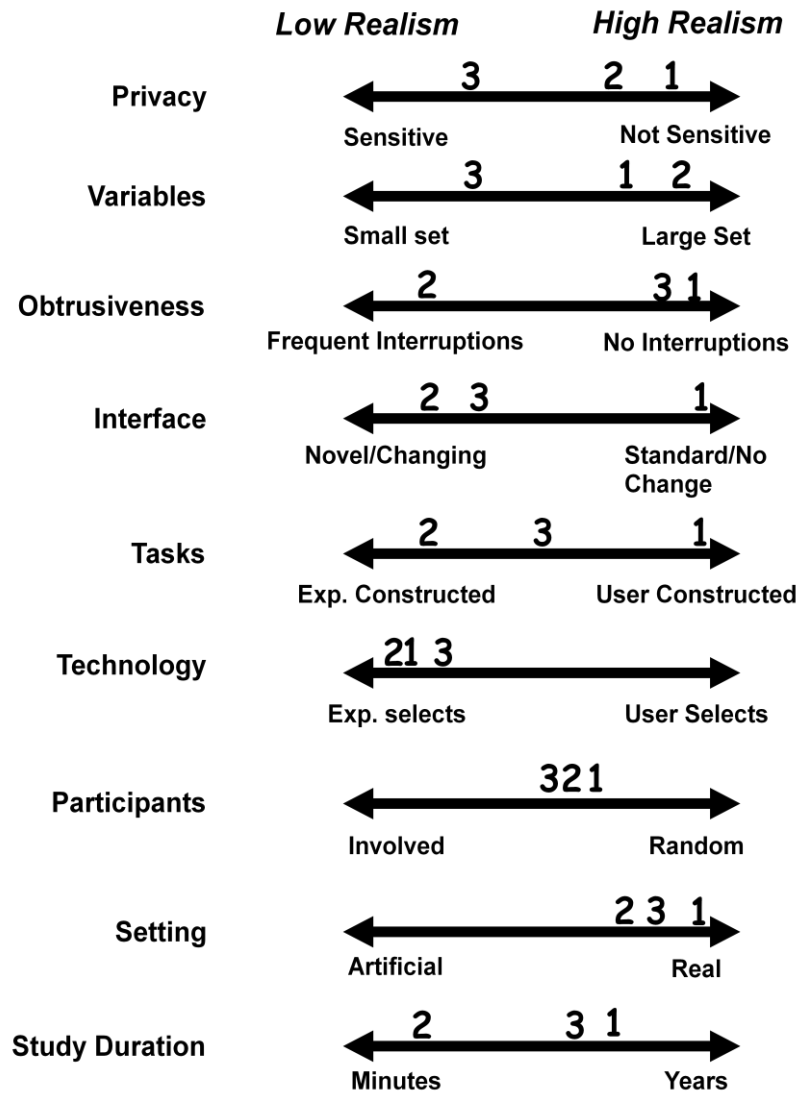 Low Realism High Realism
3 2 1
Privacy
Sensitive Not Sensitive
3 1 2
Variables
Small set Large Set
2 3 1
Obtrusiveness
Frequent Interruptions No Interruptions
2 3 1
Interface
Novel/Changing Standard/No
Change
2 3 1
Tasks
Exp. Constructed User Constructed
21 3
Technology
Exp. selects User Selects
321
Participants
Involved Random
2 3 1
Setting
Artificial Real
2 3 1
Study Duration
Minutes Years